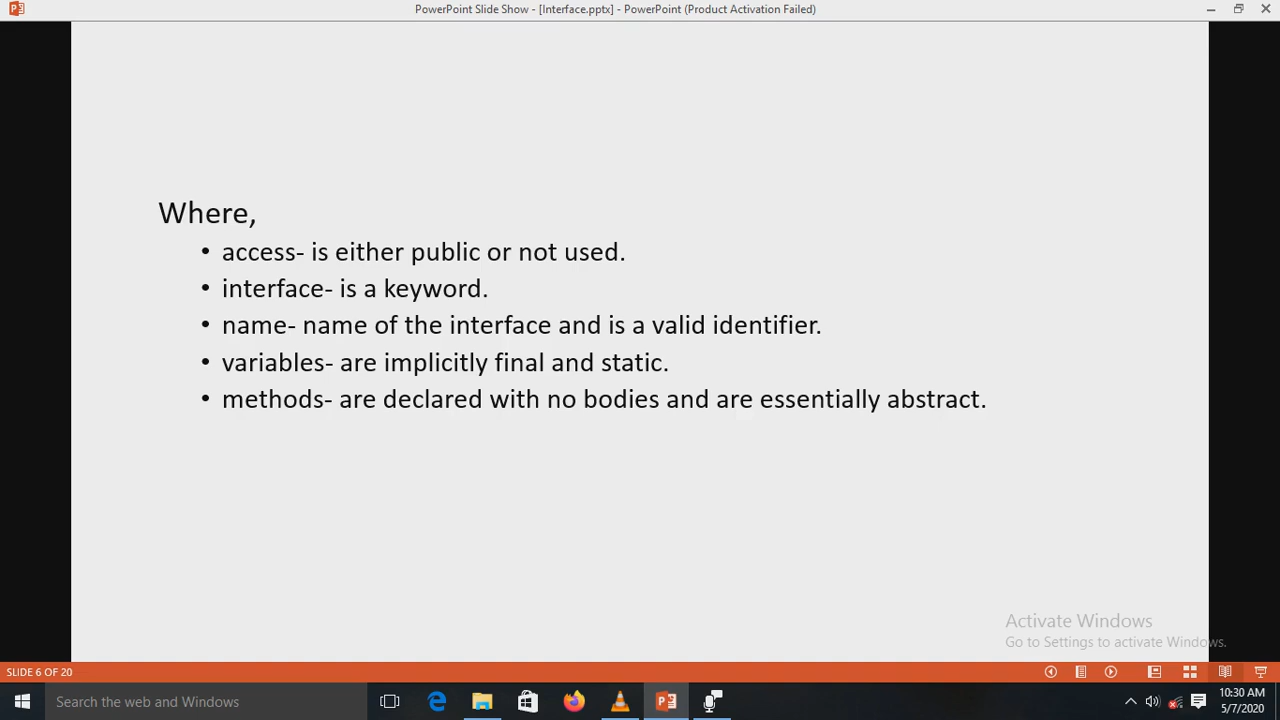 PowerPoint Slide Show - [Interface.pptx] - PowerPoint (Product Activation Failed)
Where,
• access- is either public or not used.
• interface- is a keyword.
• name- name of the interface and is a valid identifier.
• variables- are implicitly final and static.
• methods- are declared with no bodies and are essentially abstract.
Activate Windows
Go to Settings to activate Windows.
SLIDE 6 OF 20
Search the web and Windows
10:30 AM
5/7/2020